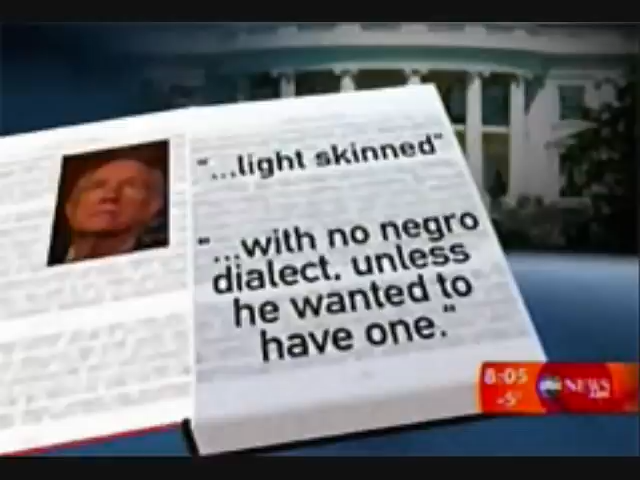 "...light skinned"
"...with no negro
dialect. unless
he wanted to
have one."
8:05
-5°
abc NEWS